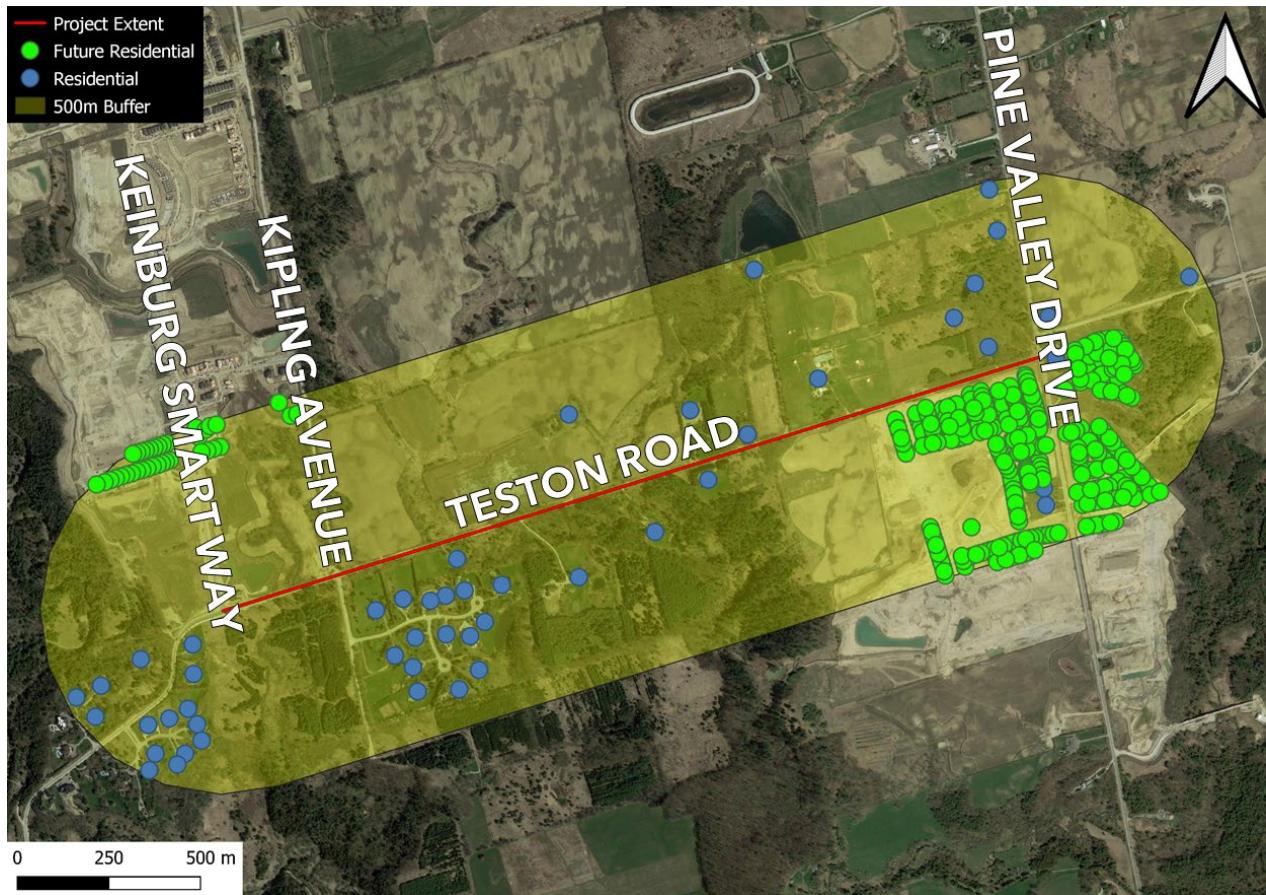 Project Extent
Future Residential
Residential
500m Buffer
PINE VALLEY DRIVE
KEINBURG SMART WAY
KIPLING AVENUE
TESTON ROAD
0 250 500 m